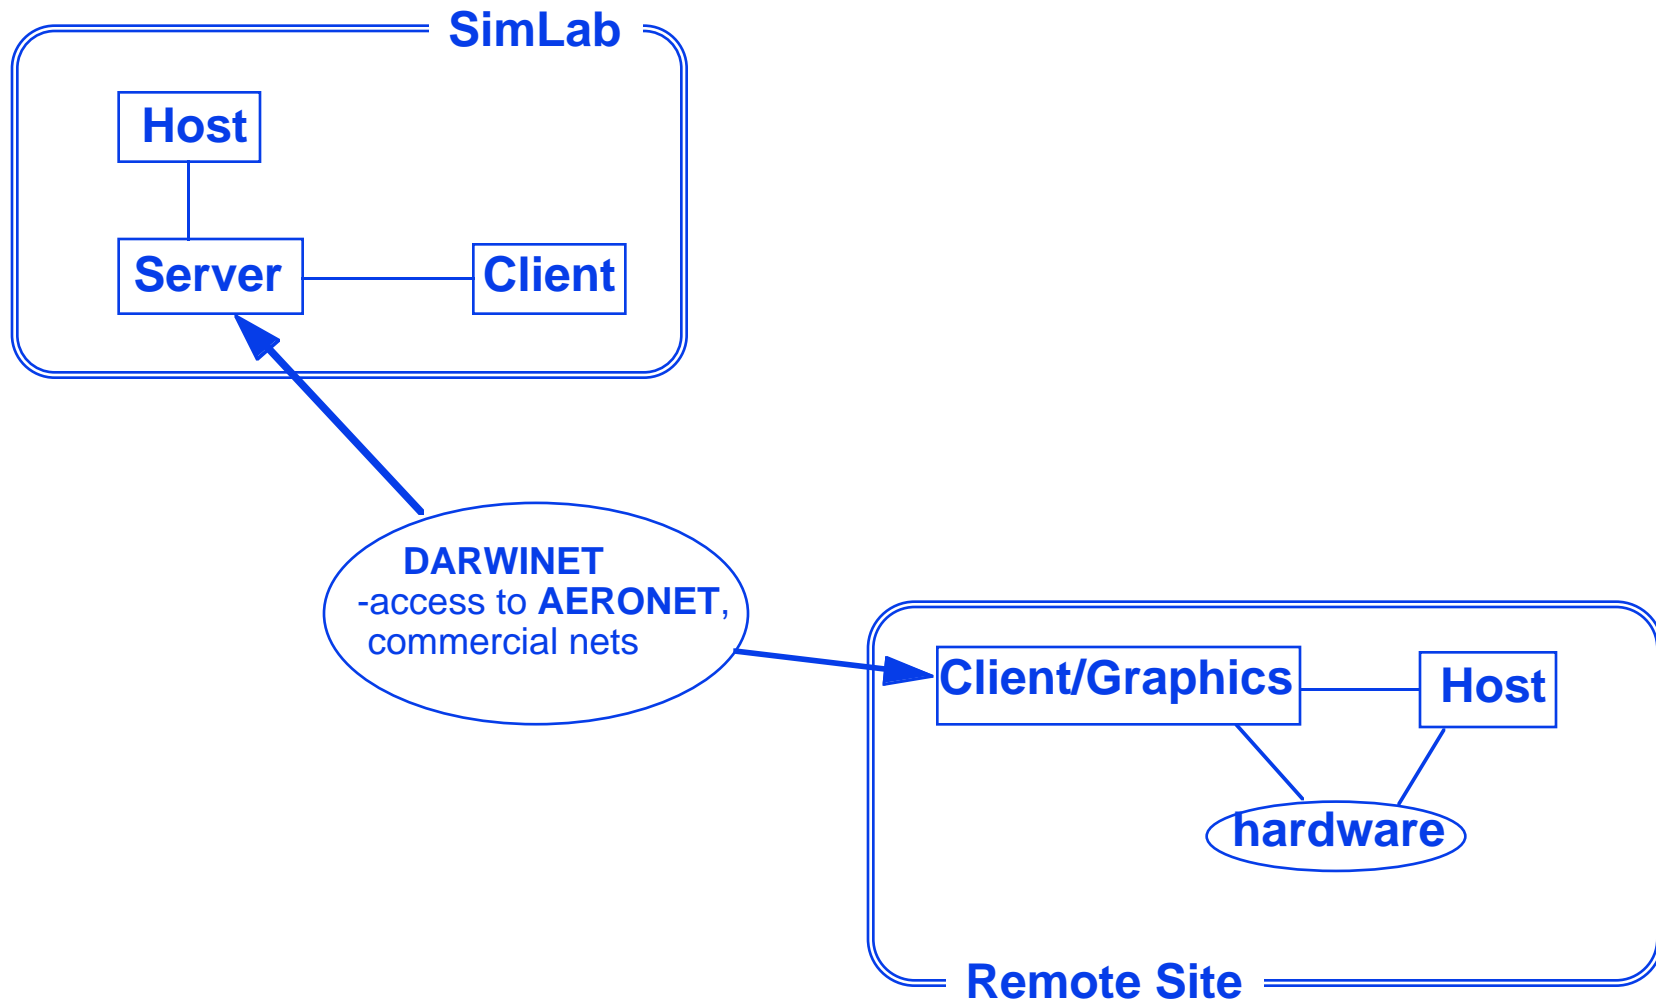 SimLab
Host
Server
Client
DARWINET
-access to AERONET,
commercial nets
Client/Graphics
Host
hardware
Remote Site